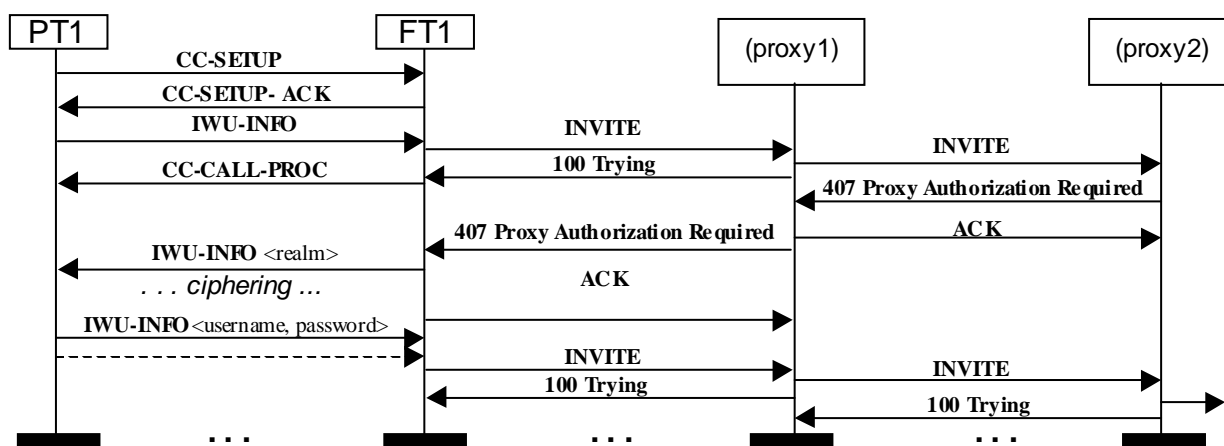 PT1
FT1
(proxy1)
(proxy2)
CC-SETUP
CC-SETUP- ACK
IWU-INFO
INVITE
INVITE
100 Trying
CC-CALL-PROC
407 Proxy Authorization Required
407 Proxy Authorization Required
ACK
IWU-INFO <realm>
. . . ciphering ...
ACK
IWU-INFO <username, password>
INVITE
INVITE
100 Trying
100 Trying
...
...
...